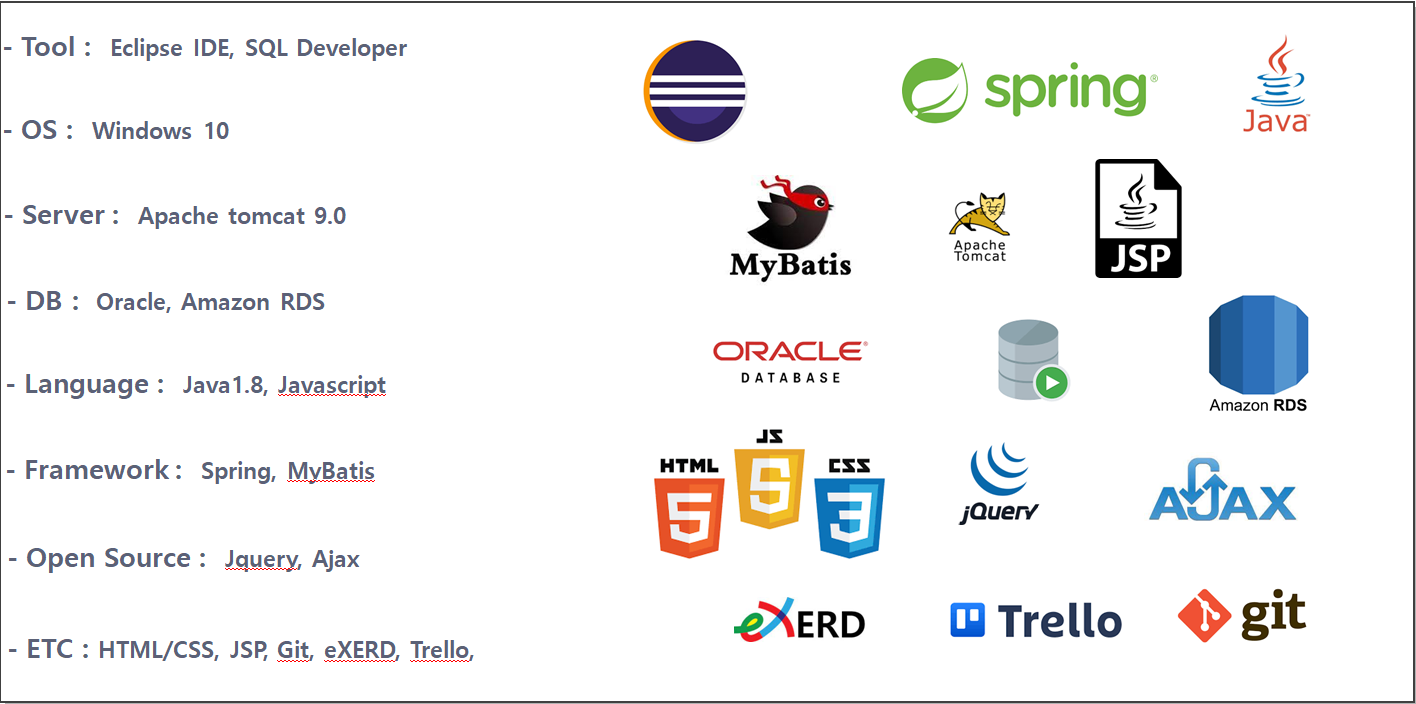 - Tool : Eclipse IDE, SQL Developer
- OS : Windows 10
- Server : Apache tomcat 9.0
- DB : Oracle, Amazon RDS
- Language : Java1.8, Javascript
- Framework : Spring, MyBatis
- Open Source : Jquery, Ajax
- ETC : HTML/CSS, JSP, Git, eXERD, Trello,
spring®
Java™
MyBatis
Apache
Tomcat
JSP
ORACLE®
DATABASE
Amazon RDS
HTML
5
JS
5
CSS
3
jQuery
AJAX
eXERD
Trello
git